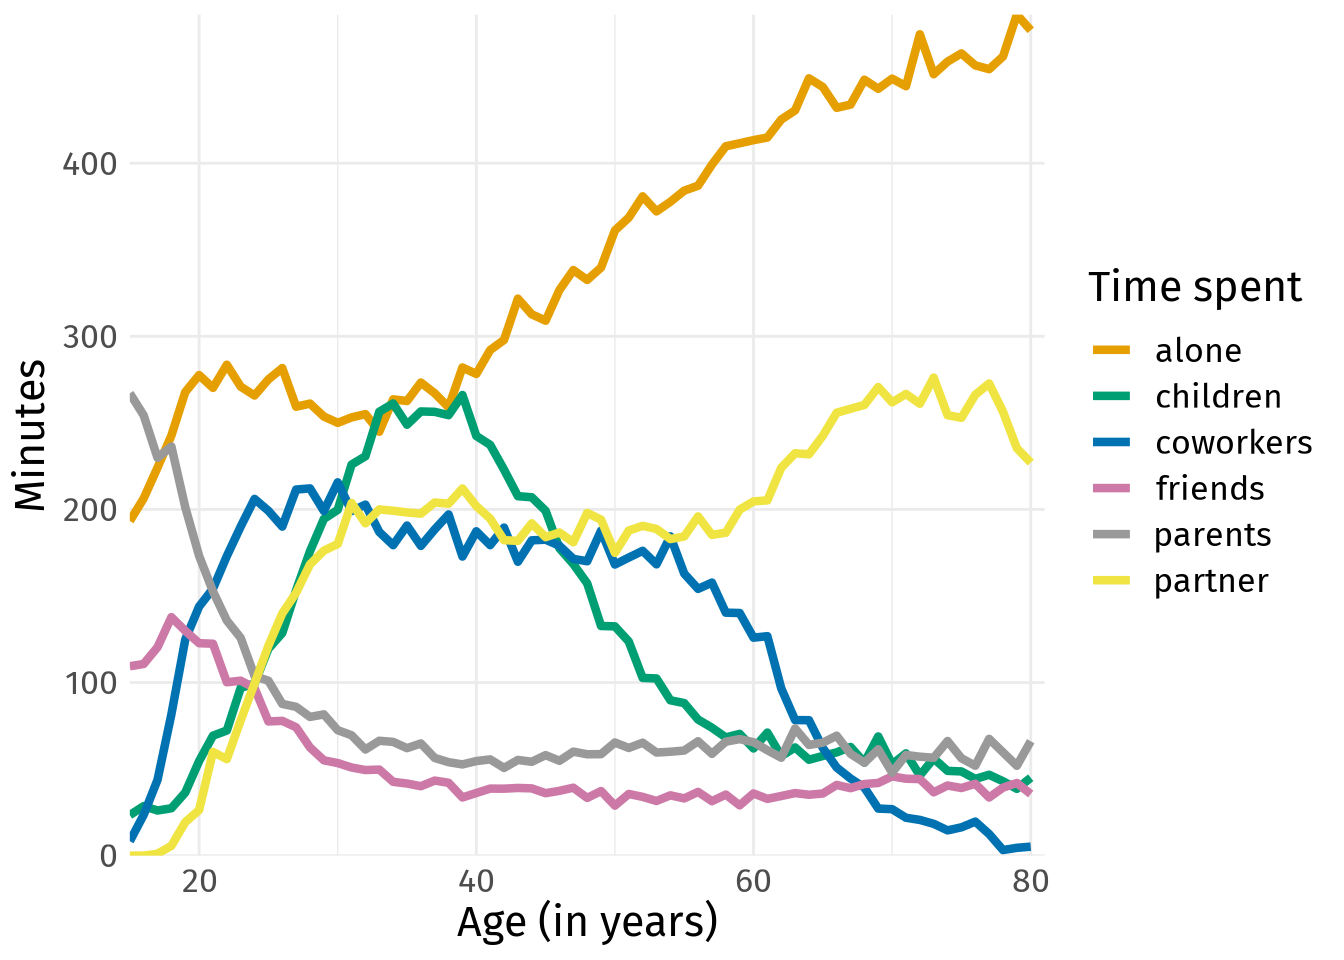 Minutes
400
300
200
100
0
20 40 60 80
Age (in years)
Time spent
alone
children
coworkers
friends
parents
partner